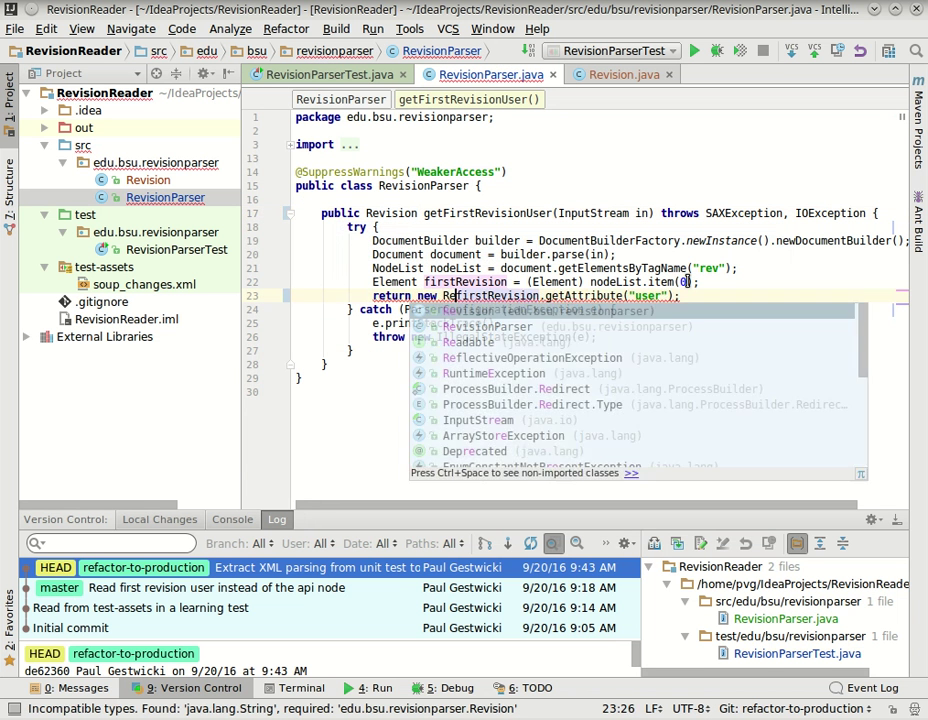 RevisionReader - [~/IdeaProjects/RevisionReader] - [RevisionReader] - ~/IdeaProjects/RevisionReader/src/edu/bsu/revisionparser/RevisionParser.java - Intelli...
File Edit View Navigate Code Analyze Refactor Build Run Tools VCS Window Help
RevisionReader src edu bsu revisionparser RevisionParser RevisionParserTest VCS VCS
Project RevisionParserTest.java RevisionParser.java RevisionNode.java
1: Project
7: Structure
2: Favorites
RevisionReader ~/IdeaProjects/
.idea
out
src
edu.bsu.revisionparser
Revision
RevisionParser
test
edu.bsu.revisionparser
RevisionParserTest
test-assets
soup_changes.xml
.gitignore
RevisionReader.iml
External Libraries
RevisionParser getFirstRevisionUser()
1 package edu.bsu.revisionparser;
2
3 import ...
13
14 @SuppressWarnings("WeakerAccess")
15 public class RevisionParser {
16
17 public Revision getFirstRevisionUser(InputStream in) throws SAXException, IOException {
18 try {
19 DocumentBuilder builder = DocumentBuilderFactory.newInstance().newDocumentBuilder();
20 Document document = builder.parse(in);
21 NodeList nodeList = document.getElementsByTagName("rev");
22 Element firstRevision = (Element) nodeList.item(0);
23 return new RefirstRevision.getAttribute("user");
24 } catch (P
25 e.prin
26 throw new IllegalStateException(e);
27 }
28 }
29 }
30
Revision (edu.bsu.revisionparser)
RevisionParser (edu.bsu.revisionparser)
Readable (java.lang)
ReflectiveOperationException (java.lang)
RuntimeException (java.lang)
ProcessBuilder.Redirect (java.lang.ProcessBuilder)
ProcessBuilder.Redirect.Type (java.lang.ProcessBuilder.Redirec...
InputStream (java.io)
ArrayStoreException (java.lang)
Deprecated (java.lang)
EnumConstantNotPresentException (java.lang)
Press Ctrl+Space to see non-imported classes >>
Maven Projects
Ant Build
Version Control: Local Changes Console Log
Branch: All User: All Date: All Paths: All
HEAD refactor-to-production Extract XML parsing from unit test to Paul Gestwicki 9/20/16 9:43 AM
master Read first revision user instead of the api node Paul Gestwicki 9/20/16 9:18 AM
Read from test-assets in a learning test Paul Gestwicki 9/20/16 9:14 AM
Initial commit Paul Gestwicki 9/20/16 9:05 AM
HEAD refactor-to-production
de62360 Paul Gestwicki on 9/20/16 at 9:43 AM
RevisionReader 2 files
/home/pvg/IdeaProjects/RevisionReade
src/edu/bsu/revisionparser 1 file
RevisionParser.java
test/edu/bsu/revisionparser 1 file
RevisionParserTest.java
0: Messages 9: Version Control Terminal 4: Run 5: Debug 6: TODO Event Log
Incompatible types. Found: 'java.lang.String', required: 'edu.bsu.revisionparser.Revision' 23:26 LF UTF-8 Git: refactor-to-production